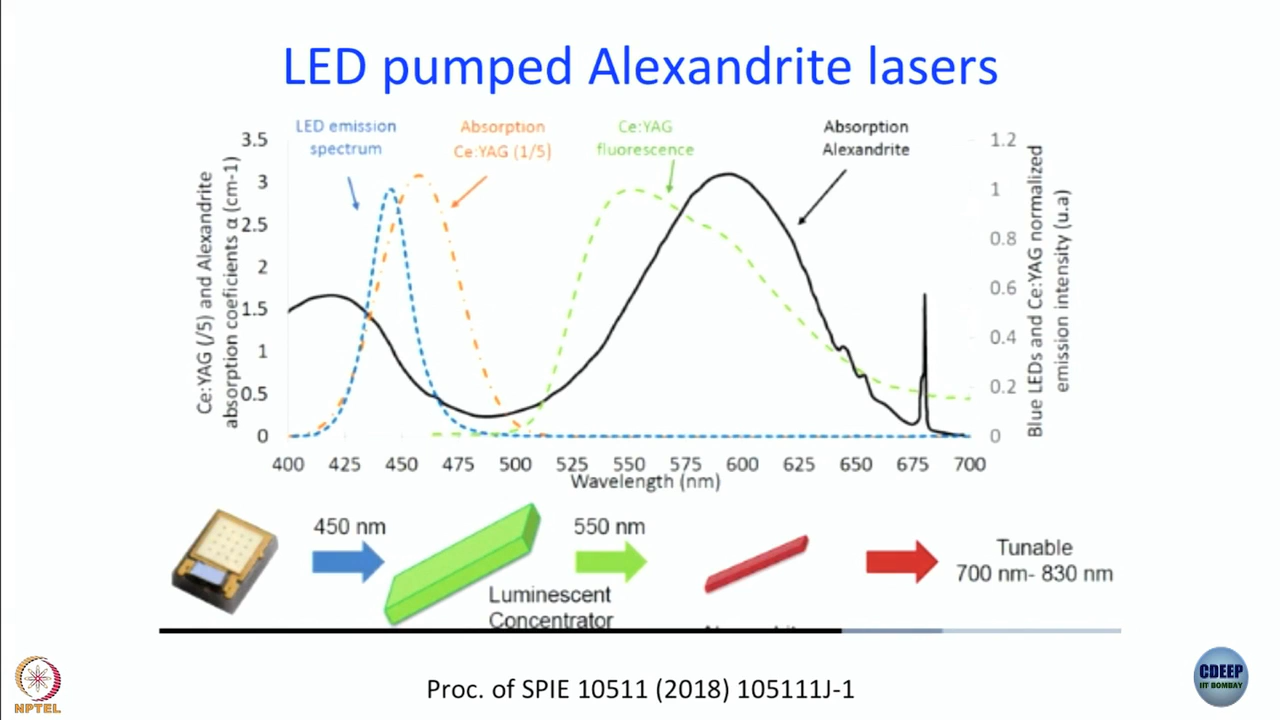 LED pumped Alexandrite lasers
LED emission
spectrum
Absorption
Ce:YAG (1/5)
Ce:YAG
fluorescence
Absorption
Alexandrite
Ce:YAG (/5) and Alexandrite
absorption coeficients α (cm-1)
3.5
3
2.5
2
1.5
1
0.5
0
1.2
1
0.8
0.6
0.4
0.2
0
Blue LEDs and Ce:YAG normalized
emission intensity (u.a)
400 425 450 475 500 525 550 575 600 625 650 675 700
Wavelength (nm)
450 nm
550 nm
Luminescent
Concentrator
Tunable
700 nm- 830 nm
Proc. of SPIE 10511 (2018) 105111J-1
NPTEL
CDEEP
IIT BOMBAY